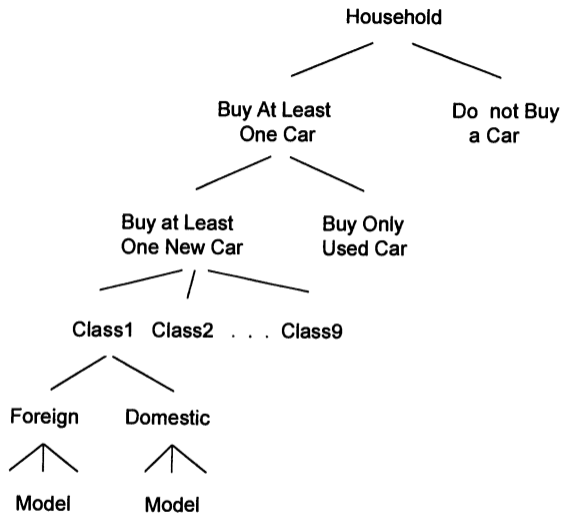 Household
Buy At Least
One Car
Do not Buy
a Car
Buy at Least
One New Car
Buy Only
Used Car
Class1 Class2 . . . Class9
Foreign
Domestic
Model
Model